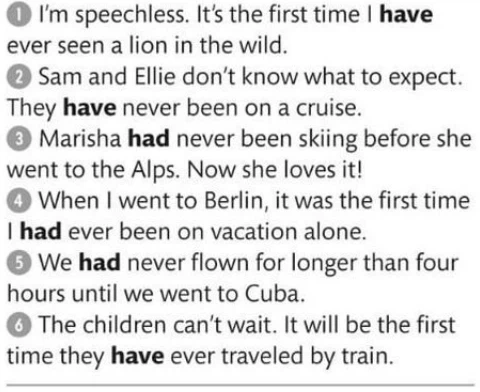 1 I'm speechless. It's the first time I have
ever seen a lion in the wild.
2 Sam and Ellie don't know what to expect.
They have never been on a cruise.
3 Marisha had never been skiing before she
went to the Alps. Now she loves it!
4 When I went to Berlin, it was the first time
I had ever been on vacation alone.
5 We had never flown for longer than four
hours until we went to Cuba.
6 The children can't wait. It will be the first
time they have ever traveled by train.